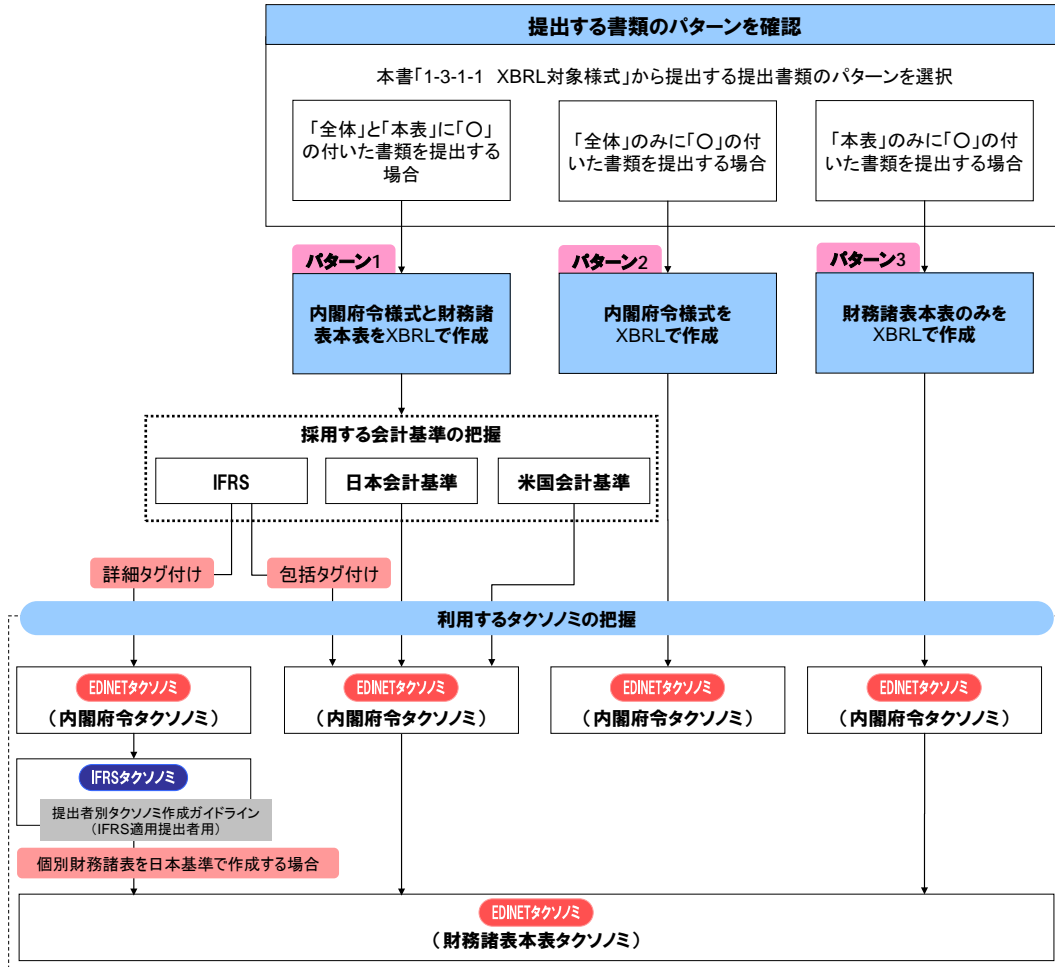 提出する書類のパターンを確認
本書「1-3-1-1 XBRL対象様式」から提出する提出書類のパターンを選択
「全体」と「本表」に「〇」
の付いた書類を提出する
場合
「全体」のみに「〇」の付
いた書類を提出する場合
「本表」のみに「〇」の付
いた書類を提出する場合
パターン1
パターン2
パターン3
内閣府令様式と財務諸
表本表をXBRLで作成
内閣府令様式を
XBRLで作成
財務諸表本表のみを
XBRLで作成
採用する会計基準の把握
IFRS
日本会計基準
米国会計基準
詳細タグ付け
包括タグ付け
利用するタクソノミの把握
EDINETタクソノミ
（内閣府令タクソノミ）
EDINETタクソノミ
（内閣府令タクソノミ）
EDINETタクソノミ
（内閣府令タクソノミ）
EDINETタクソノミ
（内閣府令タクソノミ）
IFRSタクソノミ
提出者別タクソノミ作成ガイドライン
（IFRS適用提出者用）
個別財務諸表を日本基準で作成する場合
EDINETタクソノミ
（財務諸表本表タクソノミ）